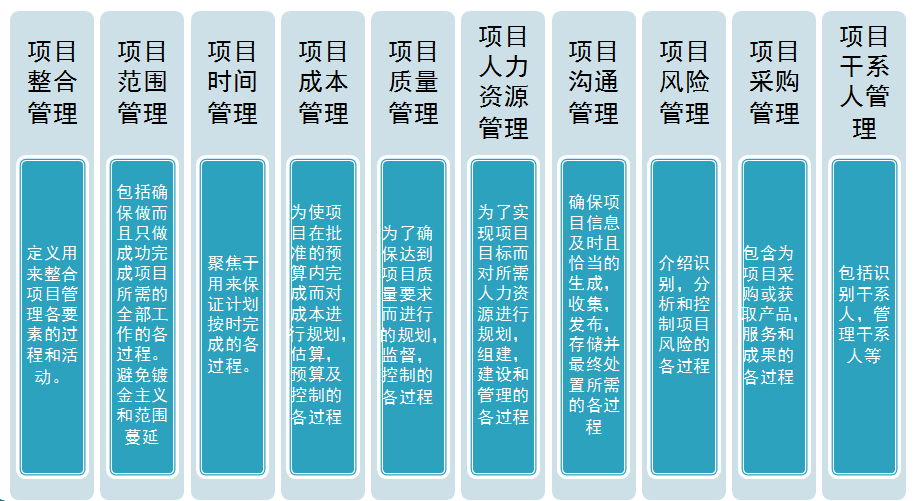 项目
整合
管理
定义用
来整合
项目管
理各要
素的过
程和活
动。
项目
范围
管理
包括确
保做而
且只做
成功完
成项目
所需的
全部工
作的各
过程。
避免镀
金主义
和范围
蔓延
项目
时间
管理
聚焦于
用来保
证计划
按时完
成的各
过程。
项目
成本
管理
为使项
目在批
准的预
算内完
成而对
成本进
行规划，
估算，
预算及
控制的
各过程
项目
质量
管理
为了确
保达到
项目质
量要求
而进行
的规划，
监督，
控制的
各过程
项目
人力
资源
管理
为了实
现项目
目标而
对所需
人力资
源进行
规划，
组建，
建设和
管理的
各过程
项目
沟通
管理
确保项
目信息
及时且
恰当的
生成，
收集，
发布，
存储并
最终处
置所需
的各过
程
项目
风险
管理
介绍识
别，分
析和控
制项目
风险的
各过程
项目
采购
管理
包含为
项目采
购或获
取产品，
服务和
成果的
各过程
项目
干系
人管
理
包括识
别干系
人，管
理干系
人等